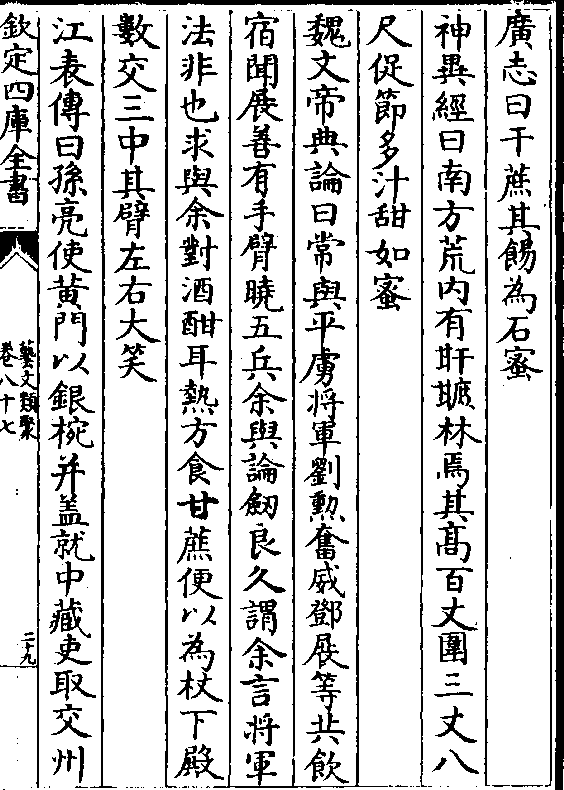 廣志曰干蔗其餳為石蜜
神異經曰南方荒内有㽏𤮘林焉其髙百丈圍三丈八
尺促節多汁甜如蜜
魏文帝典論曰常與平虜將軍劉勲奮威鄧展等共飲
宿聞展善有手臂曉五兵余與論劒良久謂余言將軍
法非也求與余對酒酣耳熱方食甘蔗便以為杖下殿
數交三中其臂左右大笑
江表傳曰孫亮使黄門以銀椀并盖就中藏吏取交州
欽定四庫全書
藝文類聚
卷八十七
二十九